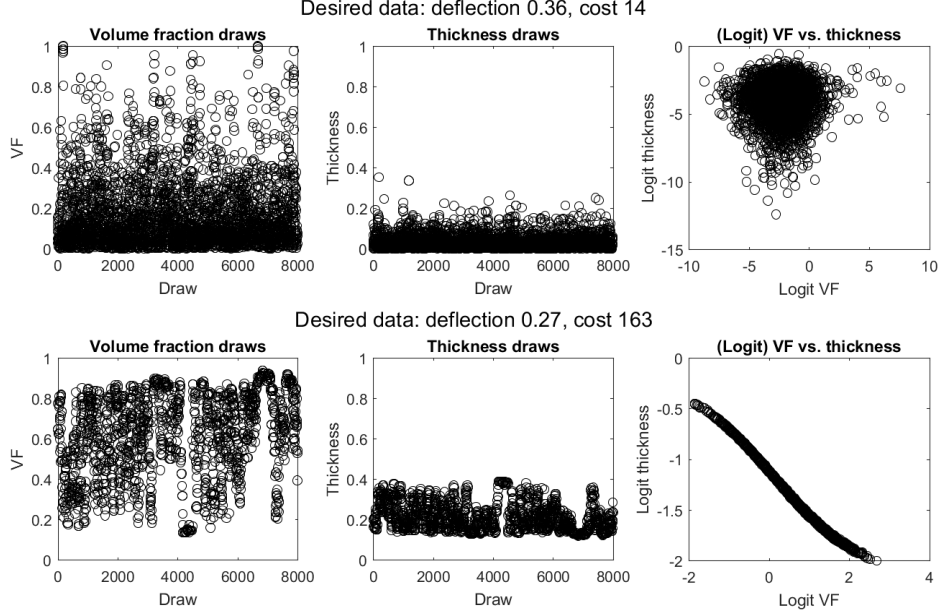 Desired data: deflection 0.36, cost 14
Volume fraction draws
Thickness draws
(Logit) VF vs. thickness
1
0.8
0.6
0.4
0.2
0
VF
0 2000 4000 6000 8000
Draw
1
0.8
0.6
0.4
0.2
0
Thickness
0 2000 4000 6000 8000
Draw
0
-5
-10
-15
Logit thickness
-10 -5 0 5 10
Logit VF
Desired data: deflection 0.27, cost 163
Volume fraction draws
Thickness draws
(Logit) VF vs. thickness
1
0.8
0.6
0.4
0.2
0
VF
0 2000 4000 6000 8000
Draw
1
0.8
0.6
0.4
0.2
0
Thickness
0 2000 4000 6000 8000
Draw
0
-0.5
-1
-1.5
-2
Logit thickness
-2 0 2 4
Logit VF